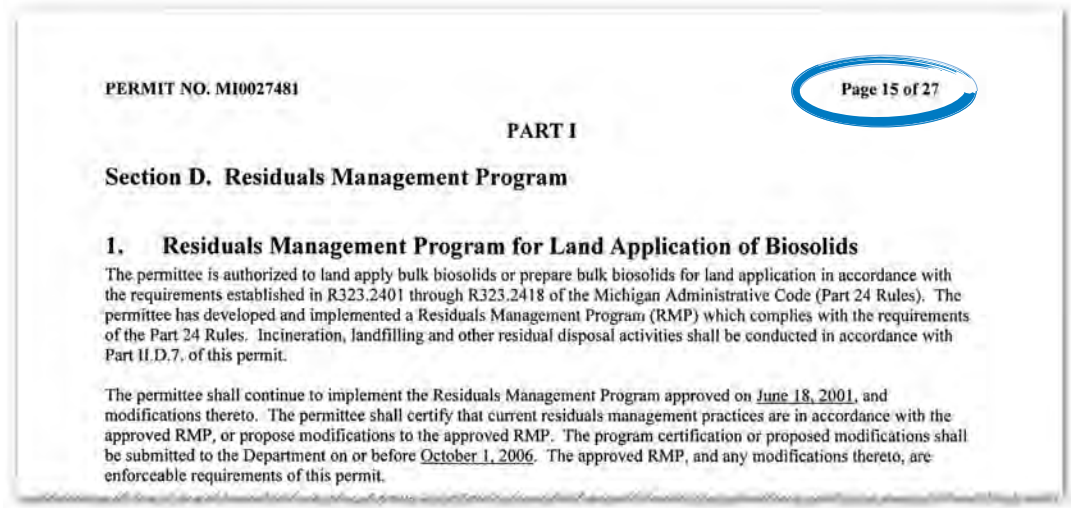 PERMIT NO. MI0027481
Page 15 of 27
PART I
Section D. Residuals Management Program
1. Residuals Management Program for Land Application of Biosolids
The permittee is authorized to land apply bulk biosolids or prepare bulk biosolids for land application in accordance with
the requirements established in R323.2401 through R323.2418 of the Michigan Administrative Code (Part 24 Rules). The
permittee has developed and implemented a Residuals Management Program (RMP) which complies with the requirements
of the Part 24 Rules. Incineration, landfilling and other residual disposal activities shall be conducted in accordance with
Part II.D.7. of this permit.
The permittee shall continue to implement the Residuals Management Program approved on June 18, 2001, and
modifications thereto. The permittee shall certify that current residuals management practices are in accordance with the
approved RMP, or propose modifications to the approved RMP. The program certification or proposed modifications shall
be submitted to the Department on or before October 1, 2006. The approved RMP, and any modifications thereto, are
enforceable requirements of this permit.